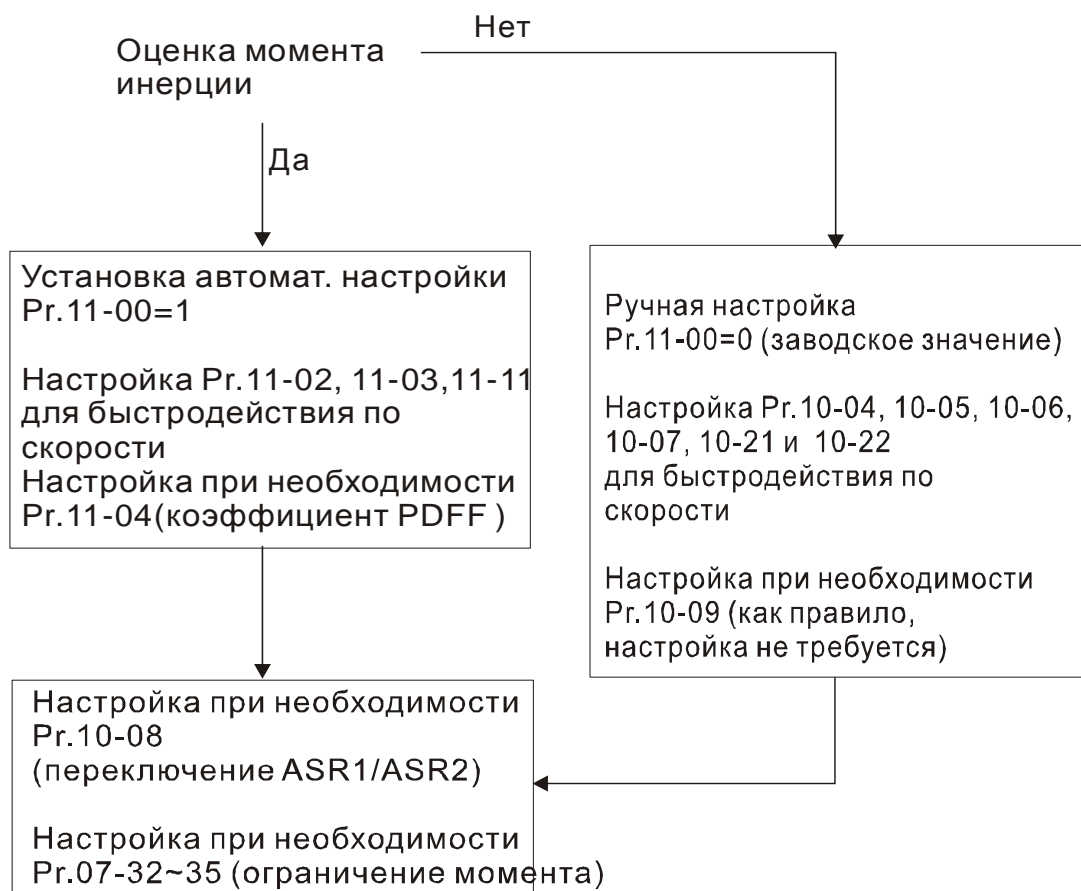 Оценка момента
инерции
Нет
Да
Установка автомат. настройки
Pr.11-00=1
Настройка Pr.11-02, 11-03,11-11
для быстродействия по
скорости
Настройка при необходимости
Pr.11-04(коэффициент PDFF )
Ручная настройка
Pr.11-00=0 (заводское значение)
Настройка Pr.10-04, 10-05, 10-06,
10-07, 10-21 и 10-22
для быстродействия по
скорости
Настройка при необходимости
Pr.10-09 (как правило,
настройка не требуется)
Настройка при необходимости
Pr.10-08
(переключение ASR1/ASR2)
Настройка при необходимости
Pr.07-32~35 (ограничение момента)